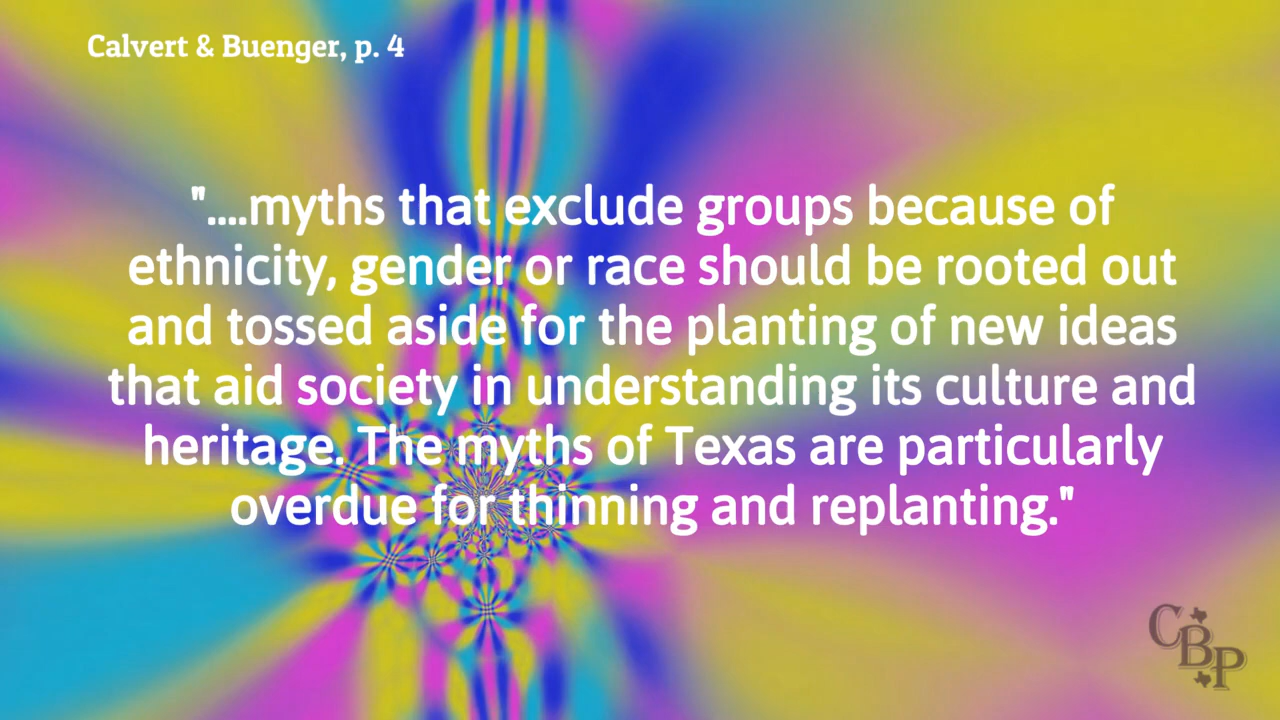 Calvert & Buenger, p. 4
"....myths that exclude groups because of
ethnicity, gender or race should be rooted out
and tossed aside for the planting of new ideas
that aid society in understanding its culture and
heritage. The myths of Texas are particularly
overdue for thinning and replanting."
CBP